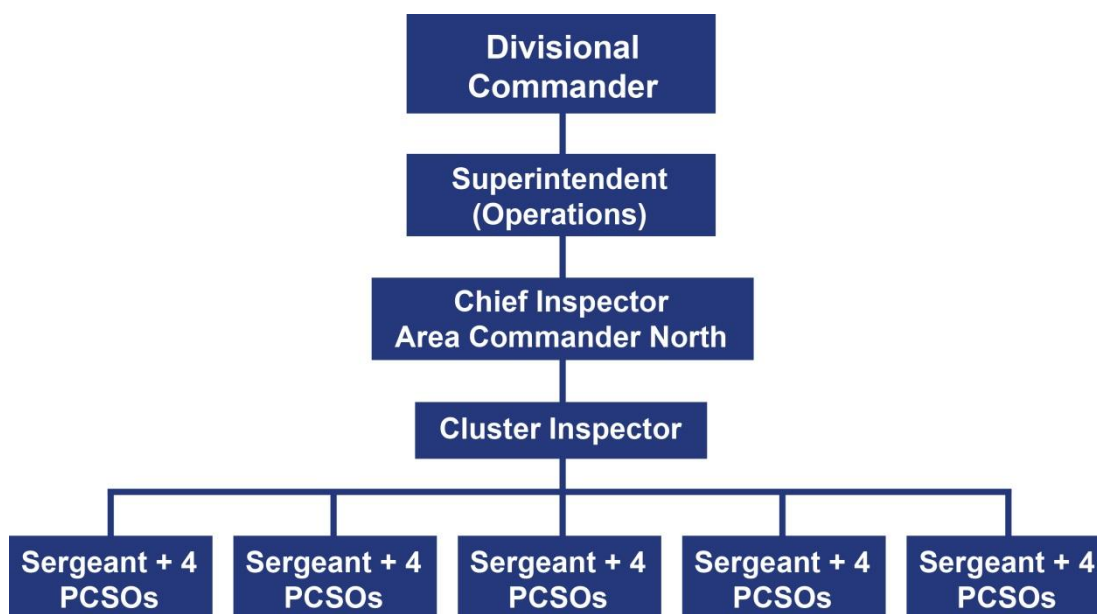 Divisional
Commander
Superintendent
(Operations)
Chief Inspector
Area Commander North
Cluster Inspector
Sergeant + 4
PCSOs
Sergeant + 4
PCSOs
Sergeant + 4
PCSOs
Sergeant + 4
PCSOs
Sergeant + 4
PCSOs